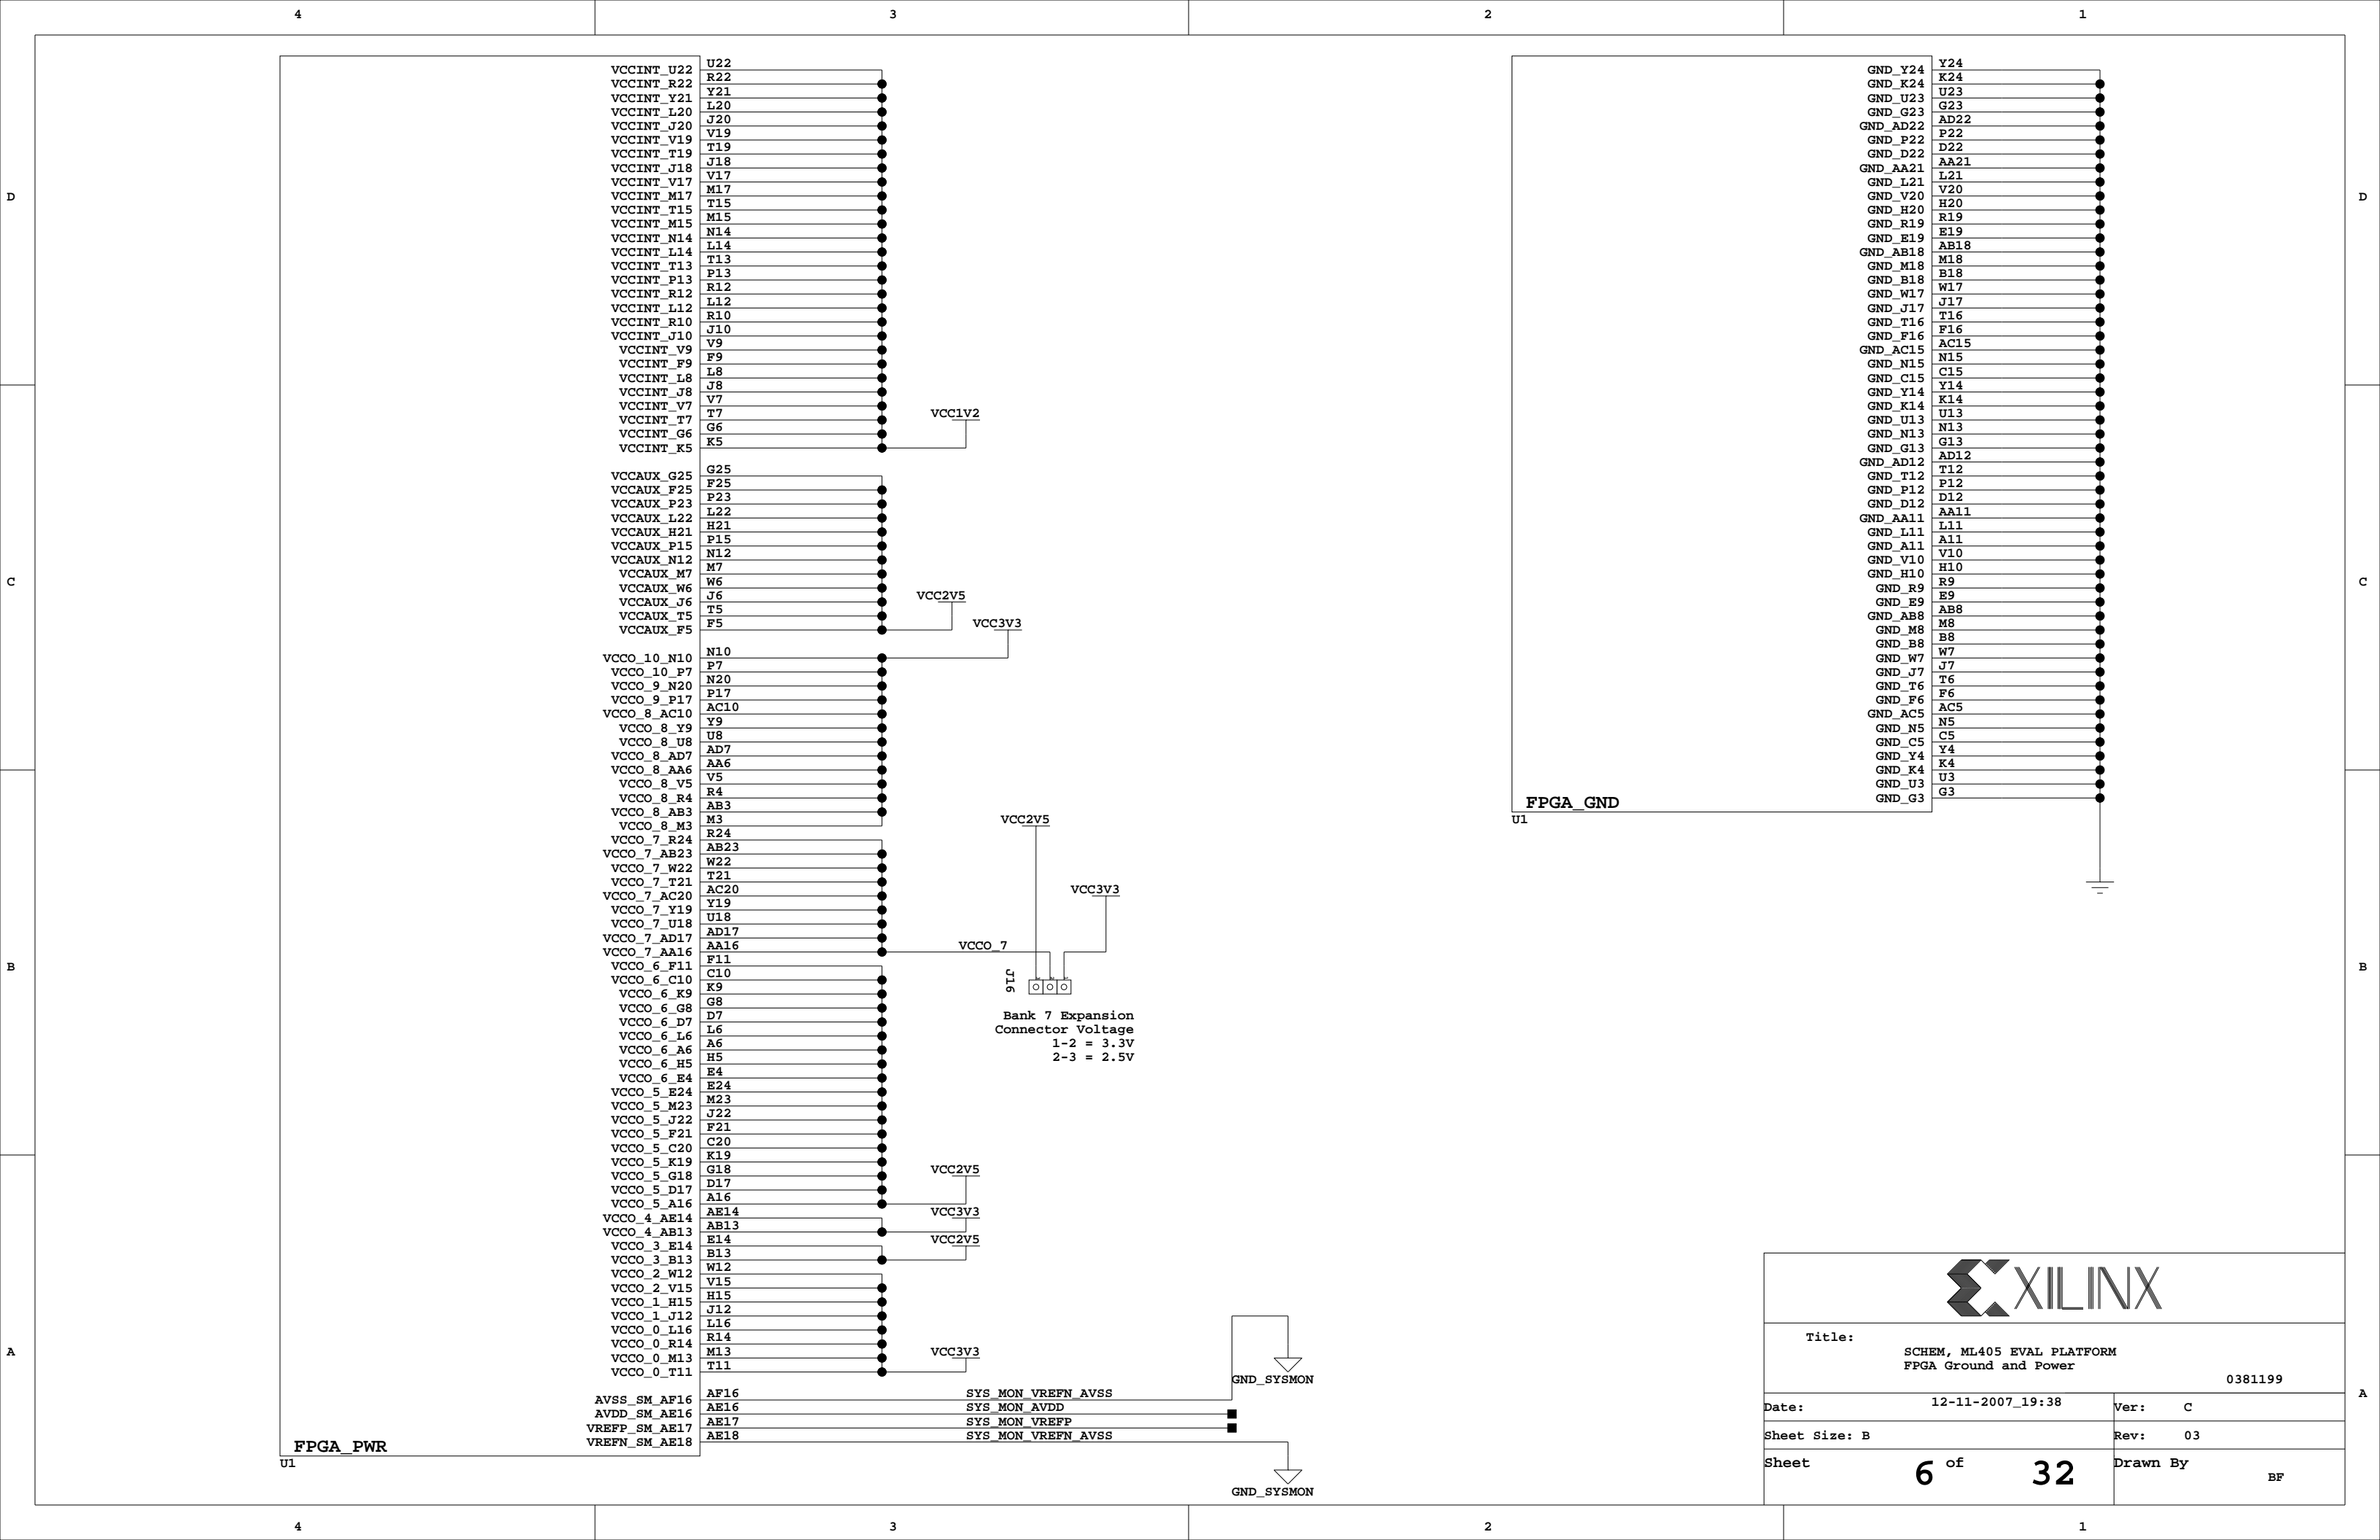 4 3 2 1
D
C
B
A
VCCINT_U22 U22
VCCINT_R22 R22
VCCINT_Y21 Y21
VCCINT_L20 L20
VCCINT_J20 J20
VCCINT_V19 V19
VCCINT_T19 T19
VCCINT_J18 J18
VCCINT_V17 V17
VCCINT_M17 M17
VCCINT_T15 T15
VCCINT_M15 M15
VCCINT_N14 N14
VCCINT_L14 L14
VCCINT_T13 T13
VCCINT_P13 P13
VCCINT_R12 R12
VCCINT_L12 L12
VCCINT_R10 R10
VCCINT_J10 J10
VCCINT_V9 V9
VCCINT_F9 F9
VCCINT_L8 L8
VCCINT_J8 J8
VCCINT_V7 V7
VCCINT_T7 T7
VCC1V2
VCCINT_G6 G6
VCCINT_K5 K5
VCCAUX_G25 G25
VCCAUX_F25 F25
VCCAUX_P23 P23
VCCAUX_L22 L22
VCCAUX_H21 H21
VCCAUX_P15 P15
VCCAUX_N12 N12
VCCAUX_M7 M7
VCCAUX_W6 W6
VCCAUX_J6 J6
VCC2V5
VCCAUX_T5 T5
VCCAUX_F5 F5
VCC3V3
VCCO_10_N10 N10
VCCO_10_P7 P7
VCCO_9_N20 N20
VCCO_9_P17 P17
VCCO_8_AC10 AC10
VCCO_8_Y9 Y9
VCCO_8_U8 U8
VCCO_8_AD7 AD7
VCCO_8_AA6 AA6
VCCO_8_V5 V5
VCCO_8_R4 R4
VCCO_8_AB3 AB3
VCCO_8_M3 M3
VCC2V5
VCCO_7_R24 R24
VCCO_7_AB23 AB23
VCCO_7_W22 W22
VCCO_7_T21 T21
VCCO_7_AC20 AC20
VCC3V3
VCCO_7_Y19 Y19
VCCO_7_U18 U18
VCCO_7_AD17 AD17
VCCO_7_AA16 AA16
VCCO_7
VCCO_6_F11 F11
VCCO_6_C10 C10
J16
VCCO_6_K9 K9
VCCO_6_G8 G8
VCCO_6_D7 D7
VCCO_6_L6 L6
VCCO_6_A6 A6
VCCO_6_H5 H5
VCCO_6_E4 E4
Bank 7 Expansion
Connector Voltage
1-2 = 3.3V
2-3 = 2.5V
VCCO_5_E24 E24
VCCO_5_M23 M23
VCCO_5_J22 J22
VCCO_5_F21 F21
VCCO_5_C20 C20
VCCO_5_K19 K19
VCCO_5_G18 G18
VCC2V5
VCCO_5_D17 D17
VCCO_5_A16 A16
VCCO_4_AE14 AE14
VCC3V3
VCCO_4_AB13 AB13
VCCO_3_E14 E14
VCC2V5
VCCO_3_B13 B13
VCCO_2_W12 W12
VCCO_2_V15 V15
VCCO_1_H15 H15
VCCO_1_J12 J12
VCCO_0_L16 L16
VCCO_0_R14 R14
VCCO_0_M13 M13
VCC3V3
VCCO_0_T11 T11
GND_SYSMON
AVSS_SM_AF16 AF16 SYS_MON_VREFN_AVSS
AVDD_SM_AE16 AE16 SYS_MON_AVDD
VREFP_SM_AE17 AE17 SYS_MON_VREFP
VREFN_SM_AE18 AE18 SYS_MON_VREFN_AVSS
FPGA_PWR
U1
GND_SYSMON
GND_Y24 Y24
GND_K24 K24
GND_U23 U23
GND_G23 G23
GND_AD22 AD22
GND_P22 P22
GND_D22 D22
GND_AA21 AA21
GND_L21 L21
GND_V20 V20
GND_H20 H20
GND_R19 R19
GND_E19 E19
GND_AB18 AB18
GND_M18 M18
GND_B18 B18
GND_W17 W17
GND_J17 J17
GND_T16 T16
GND_F16 F16
GND_AC15 AC15
GND_N15 N15
GND_C15 C15
GND_Y14 Y14
GND_K14 K14
GND_U13 U13
GND_N13 N13
GND_G13 G13
GND_AD12 AD12
GND_T12 T12
GND_P12 P12
GND_D12 D12
GND_AA11 AA11
GND_L11 L11
GND_A11 A11
GND_V10 V10
GND_H10 H10
GND_R9 R9
GND_E9 E9
GND_AB8 AB8
GND_M8 M8
GND_B8 B8
GND_W7 W7
GND_J7 J7
GND_T6 T6
GND_F6 F6
GND_AC5 AC5
GND_N5 N5
GND_C5 C5
GND_Y4 Y4
GND_K4 K4
GND_U3 U3
GND_G3 G3
FPGA_GND
U1
D
C
B
A
XILINX
Title:
SCHEM, ML405 EVAL PLATFORM
FPGA Ground and Power
0381199
Date: 12-11-2007_19:38 Ver: C
Sheet Size: B Rev: 03
Sheet 6 of 32 Drawn By
BF
4 3 2 1